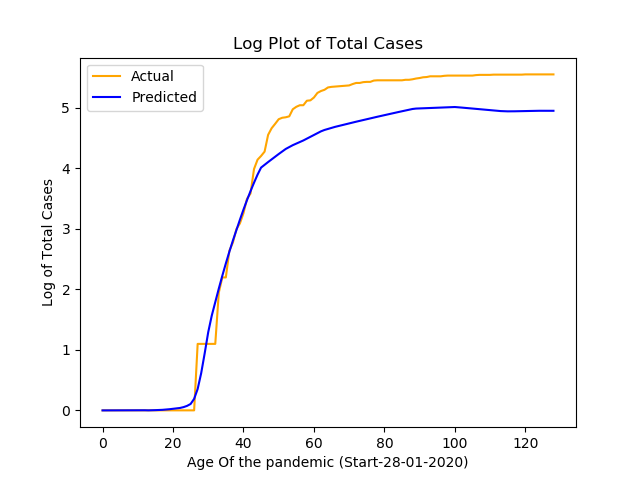 Log Plot of Total Cases
Actual
Predicted
Log of Total Cases
5
4
3
2
1
0
0 20 40 60 80 100 120
Age Of the pandemic (Start-28-01-2020)